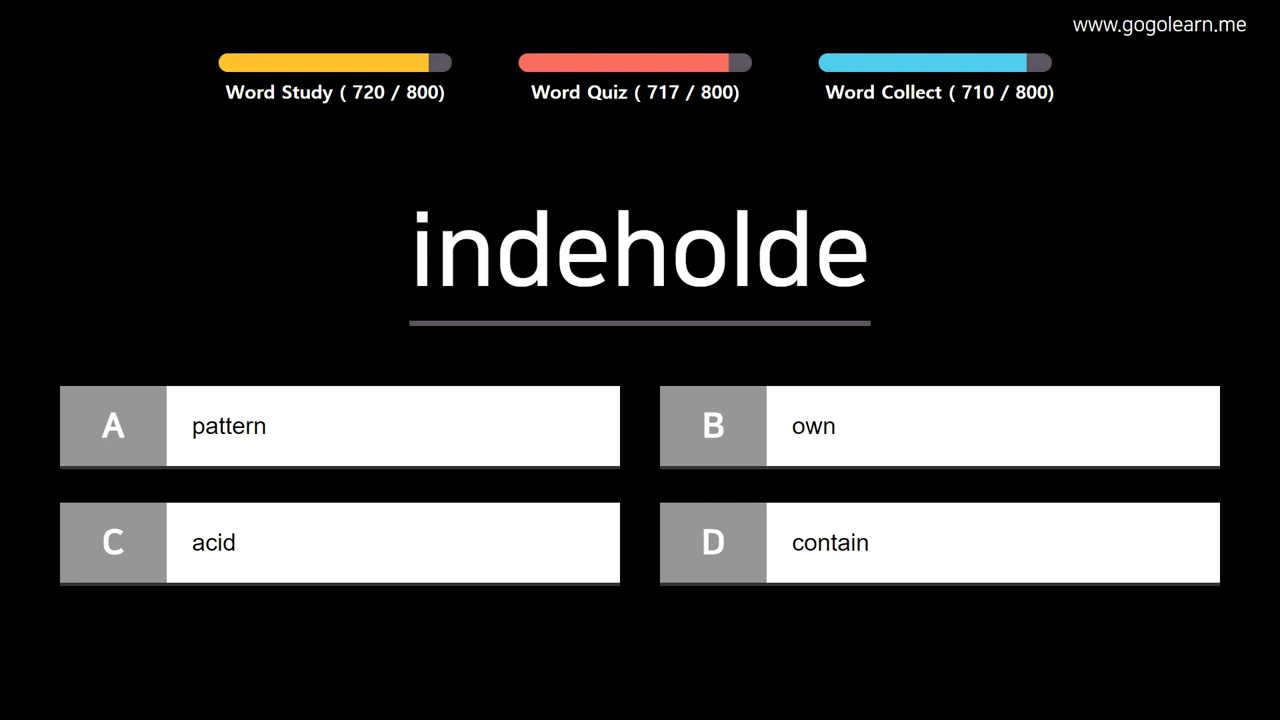 www.gogolearn.me
Word Study ( 720 / 800)
Word Quiz ( 717 / 800)
Word Collect ( 710 / 800)
indeholde
A pattern
B own
C acid
D contain